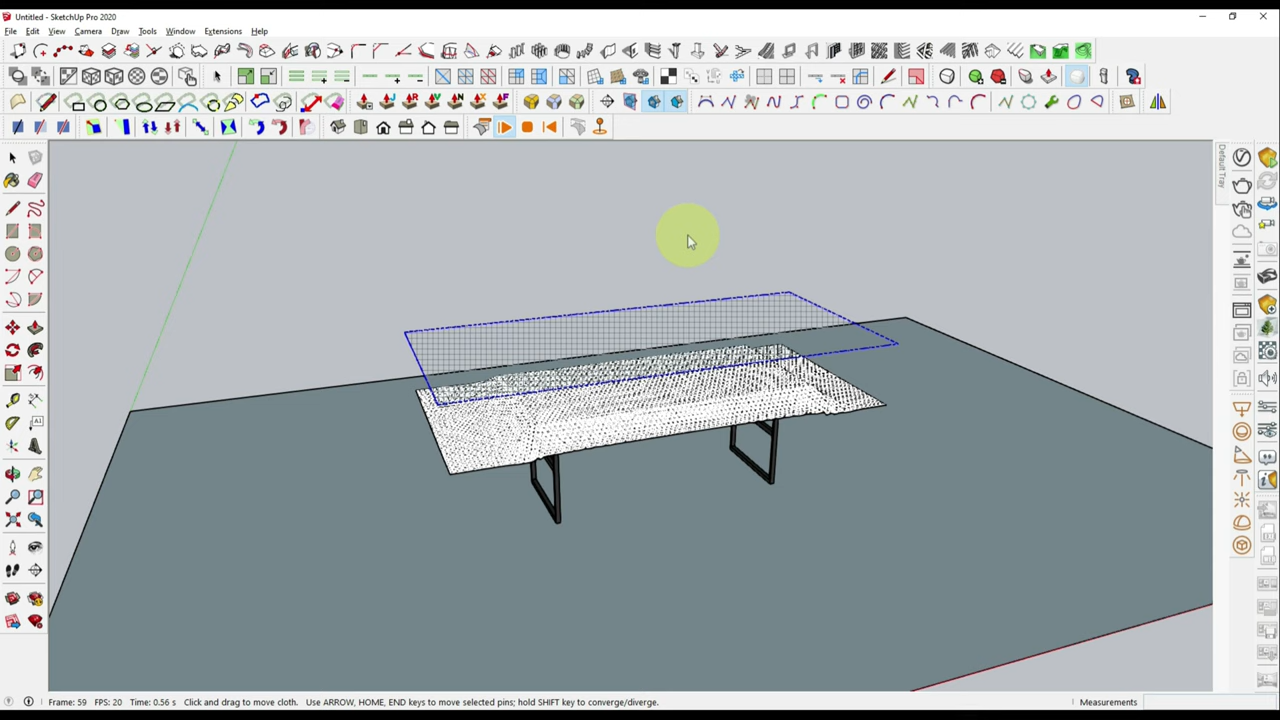 Untitled - SketchUp Pro 2020
File Edit View Camera Draw Tools Window Extensions Help
Default Tray
Frame: 59 FPS: 20 Time: 0.56 s Click and drag to move cloth. Use ARROW, HOME, END keys to move selected pins; hold SHIFT key to converge/diverge. Measurements